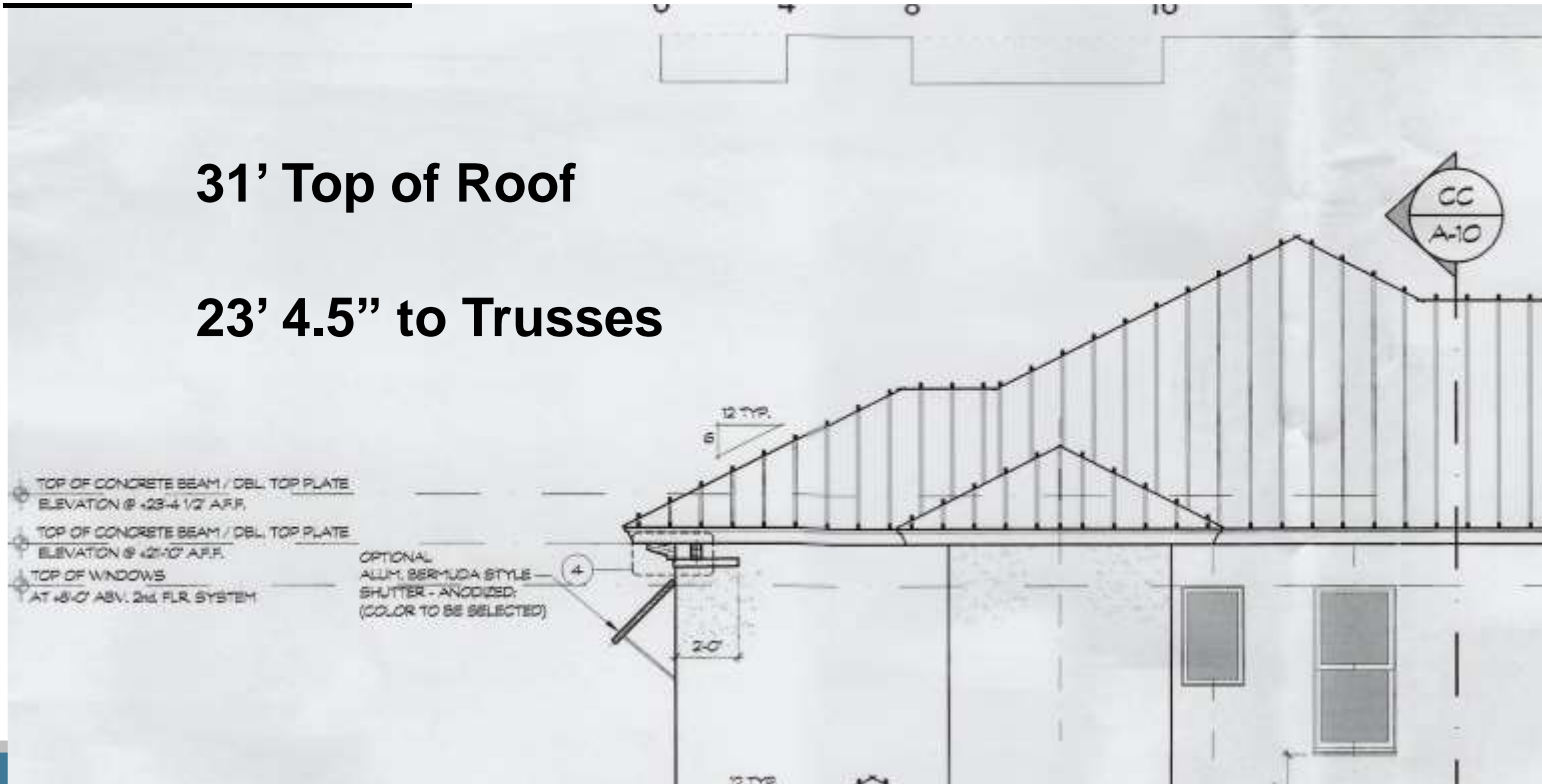 0 4 8 16
31’ Top of Roof
23’ 4.5” to Trusses
CC
A-10
12 TYP.
6
TOP OF CONCRETE BEAM / DBL. TOP PLATE
ELEVATION @ +23-4 1/2" A.F.F.
TOP OF CONCRETE BEAM / DBL. TOP PLATE
ELEVATION @ +21-10" A.F.F.
TOP OF WINDOWS
AT +8'-0" ABV. 2nd. FLR. SYSTEM
OPTIONAL
ALUM. BERMUDA STYLE
SHUTTER - ANODIZED:
(COLOR TO BE SELECTED)
4
2'-0"
12 TYP.